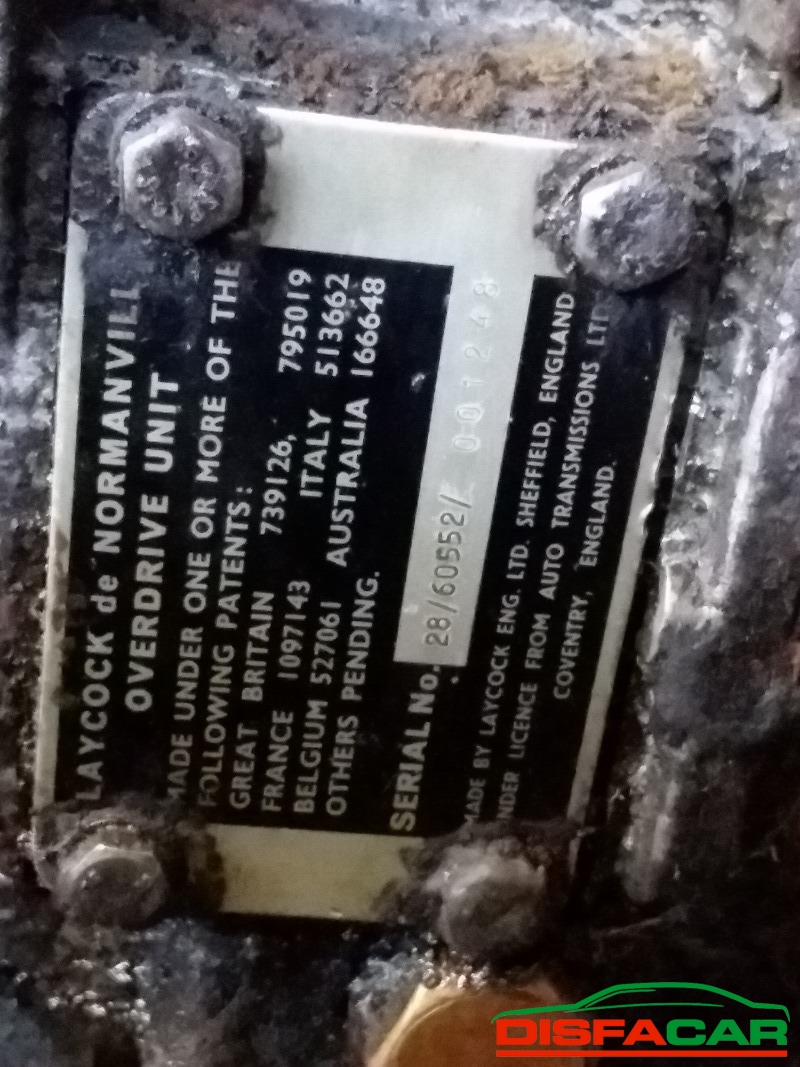 LAYCOCK de NORMANVILL
OVERDRIVE UNIT
MADE UNDER ONE OR MORE OF THE
FOLLOWING PATENTS:
GREAT BRITAIN 739126, 795019
FRANCE 1097143 ITALY 513662
BELGIUM 527061 AUSTRALIA 166648
OTHERS PENDING.
SERIAL No. 28/60552/ 001248
MADE BY LAYCOCK ENG. LTD. SHEFFIELD, ENGLAND
NDER LICENCE FROM AUTO TRANSMISSIONS LTD
COVENTRY, ENGLAND.
DISFACAR